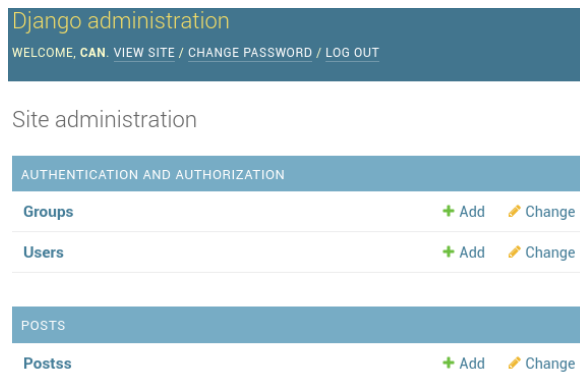 Django administration
WELCOME, CAN. VIEW SITE / CHANGE PASSWORD / LOG OUT
Site administration
AUTHENTICATION AND AUTHORIZATION
Groups Add Change
Users Add Change
POSTS
Postss Add Change